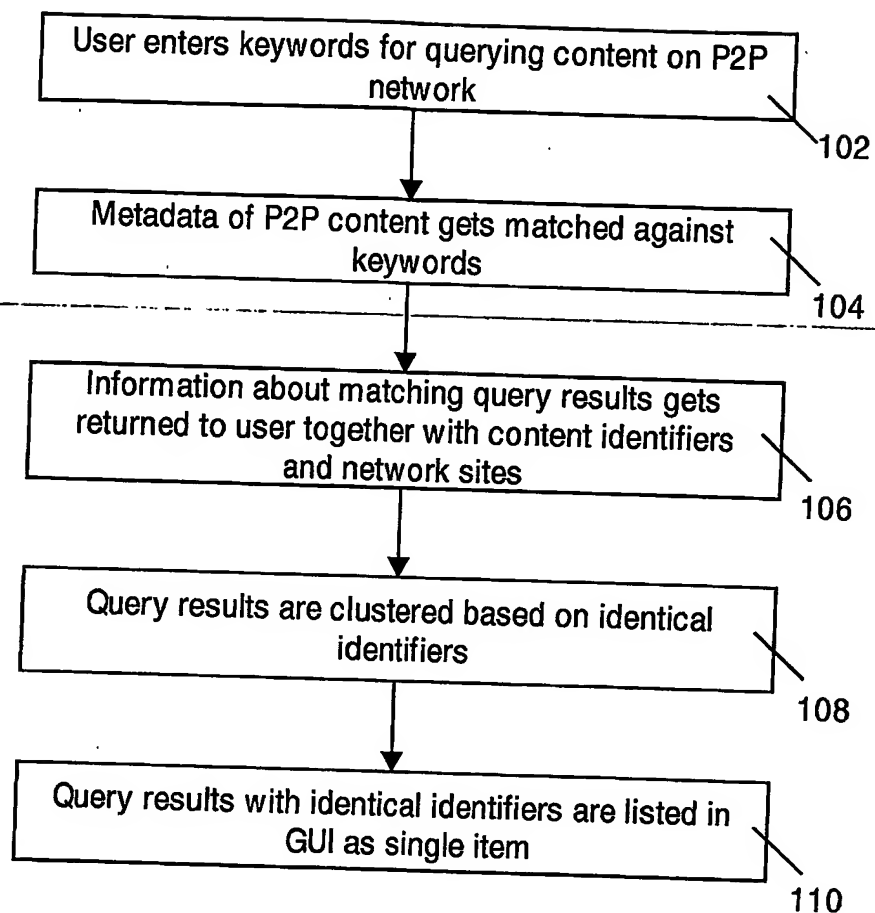 User enters keywords for querying content on P2P
network
102
Metadata of P2P content gets matched against
keywords
104
Information about matching query results gets
returned to user together with content identifiers
and network sites
106
Query results are clustered based on identical
identifiers
108
Query results with identical identifiers are listed in
GUI as single item
110